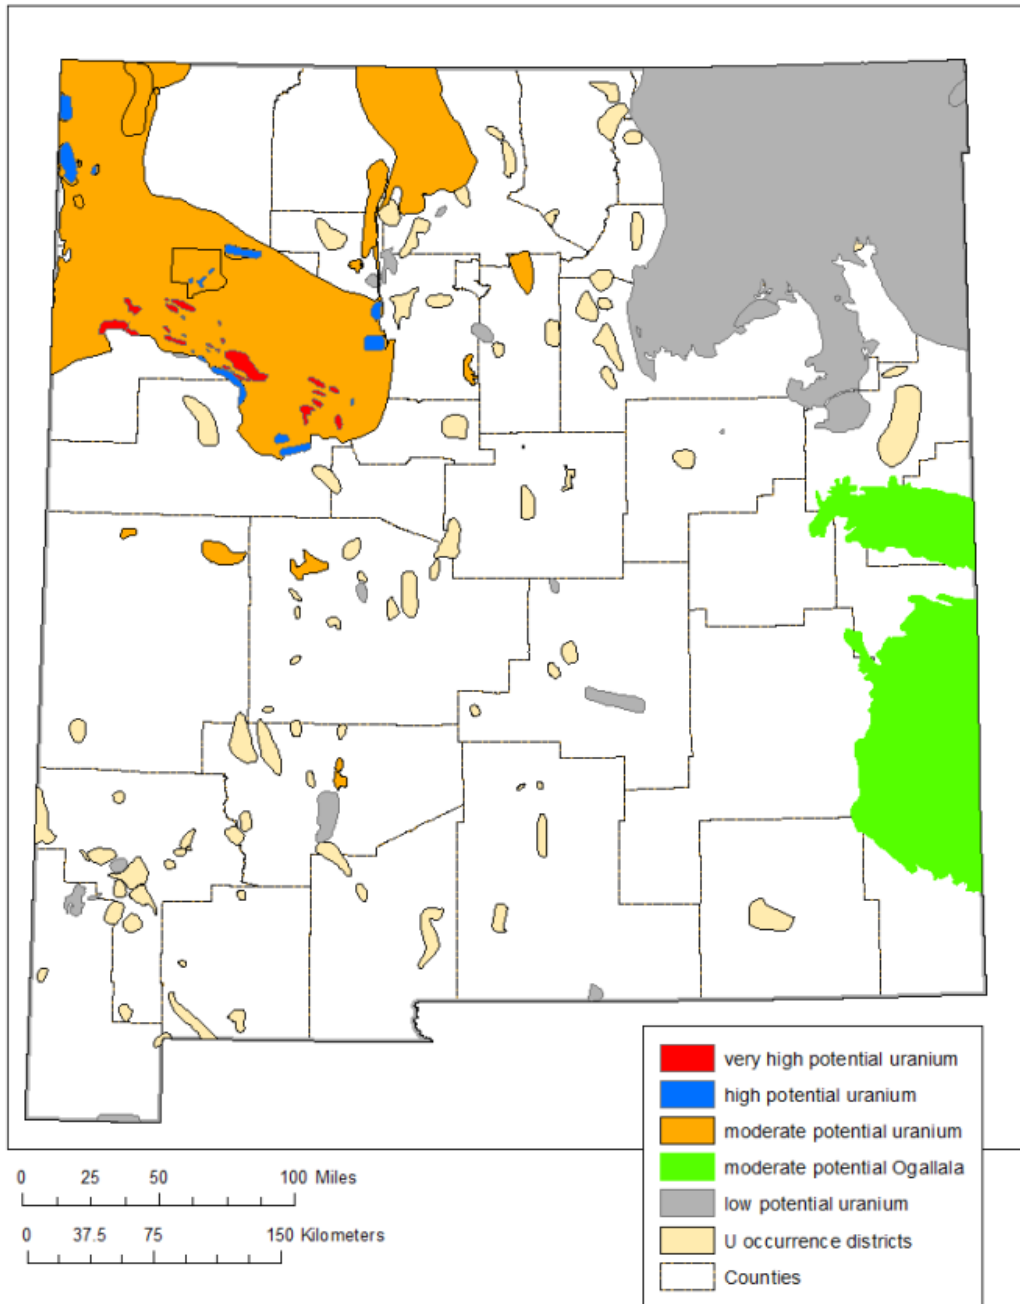 very high potential uranium
high potential uranium
moderate potential uranium
moderate potential Ogallala
low potential uranium
U occurrence districts
Counties
0 25 50 100 Miles
0 37.5 75 150 Kilometers